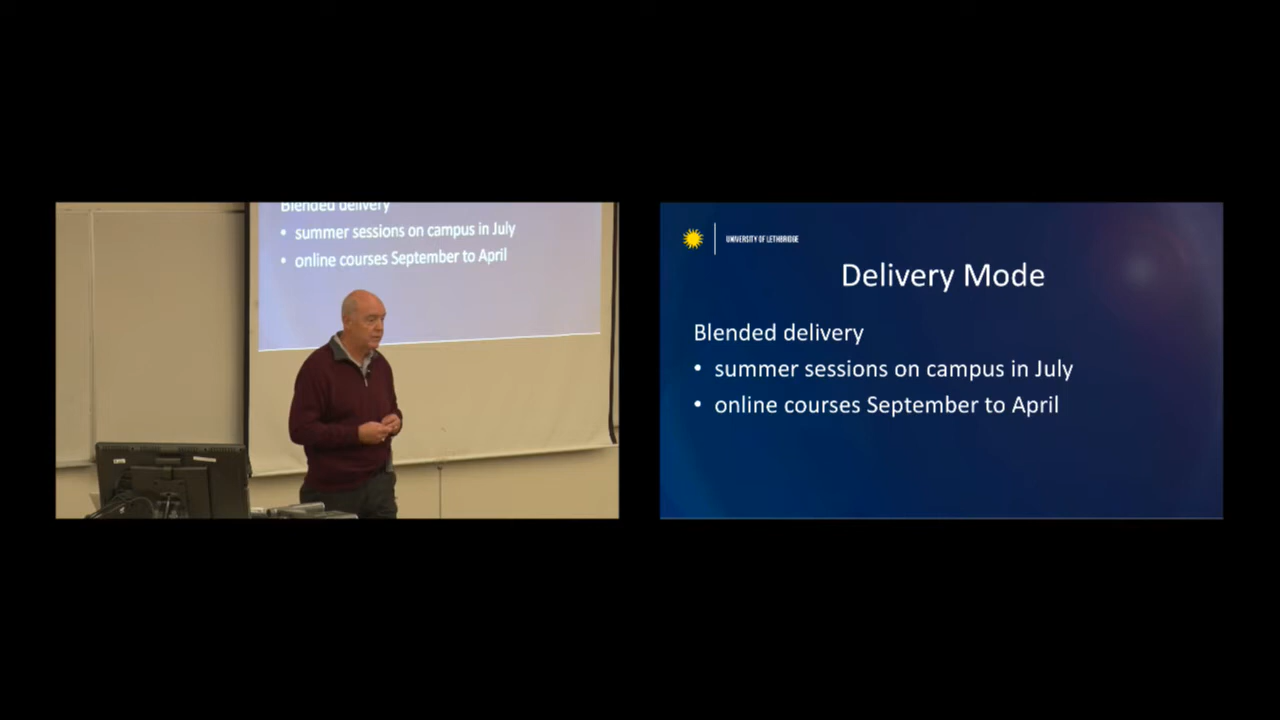 Blended delivery
• summer sessions on campus in July
• online courses September to April
UNIVERSITY OF LETHBRIDGE
Delivery Mode
Blended delivery
• summer sessions on campus in July
• online courses September to April